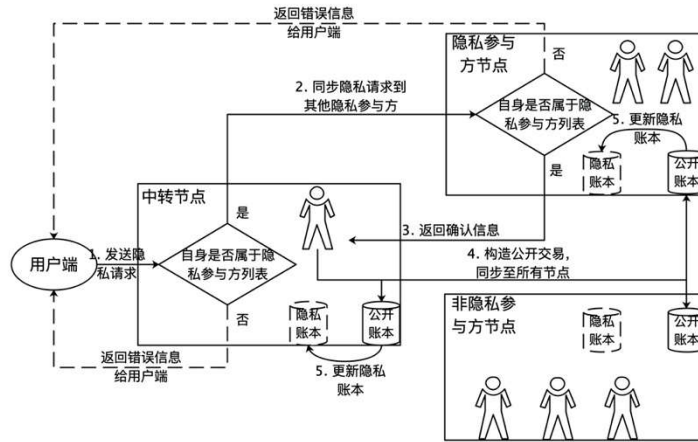 返回错误信息
给用户端
隐私参与
方节点
否
2. 同步隐私请求到
其他隐私参与方
自身是否属于隐
私参与方列表
5. 更新隐私
账本
是
隐私
账本
公开
账本
中转节点
是
3. 返回确认信息
1. 发送隐
私请求
用户端
自身是否属于隐
私参与方列表
4. 构造公开交易，
同步至所有节点
否
隐私
账本
公开
账本
返回错误信息
给用户端
5. 更新隐私
账本
非隐私参
与方节点
隐私
账本
公开
账本